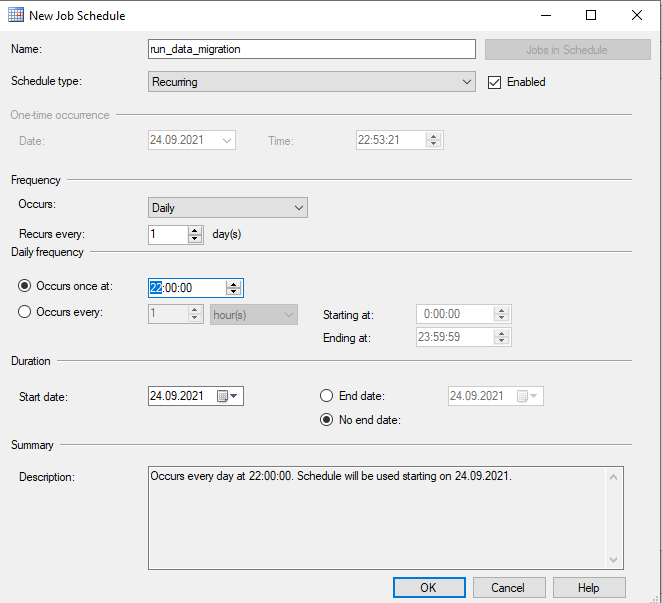 New Job Schedule
Name: run_data_migration Jobs in Schedule
Schedule type: Recurring Enabled
One-time occurrence
Date: 24.09.2021 Time: 22:53:21
Frequency
Occurs: Daily
Recurs every: 1 day(s)
Daily frequency
Occurs once at: 22:00:00
Occurs every: 1 hour(s) Starting at: 0:00:00
Ending at: 23:59:59
Duration
Start date: 24.09.2021 End date: 24.09.2021
No end date:
Summary
Description: Occurs every day at 22:00:00. Schedule will be used starting on 24.09.2021.
OK Cancel Help